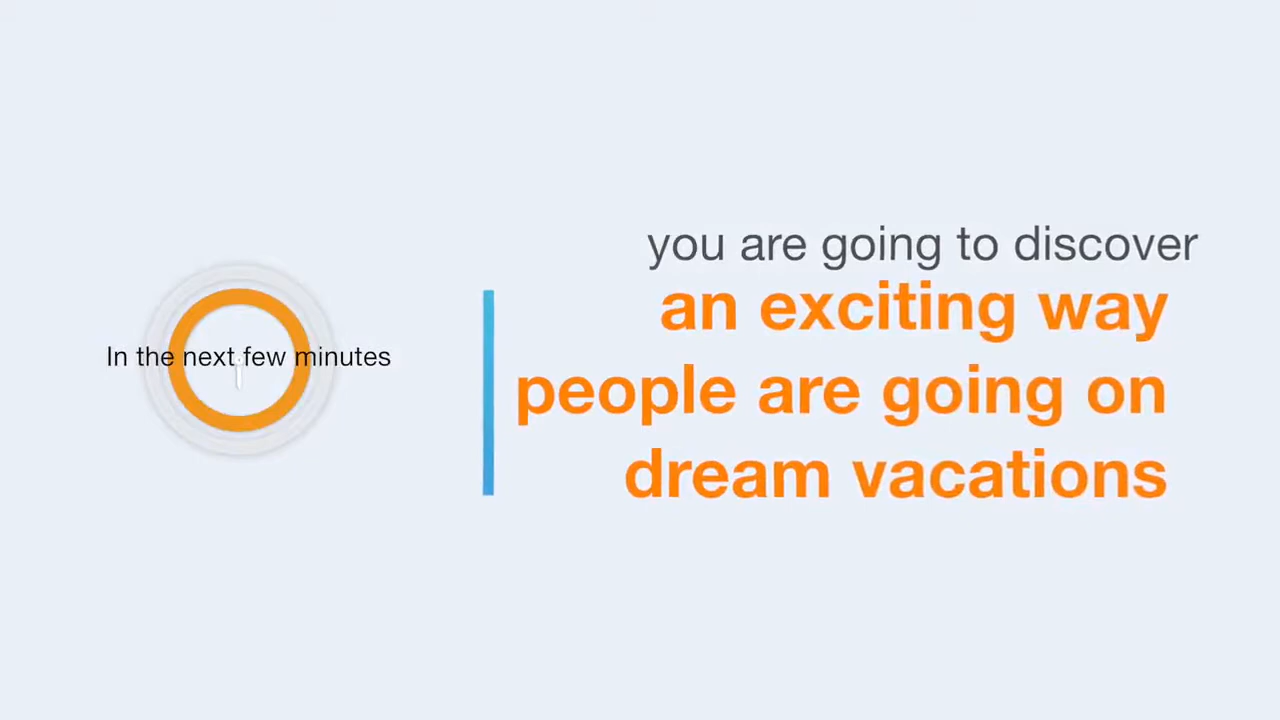 In the next few minutes
you are going to discover
an exciting way
people are going on
dream vacations